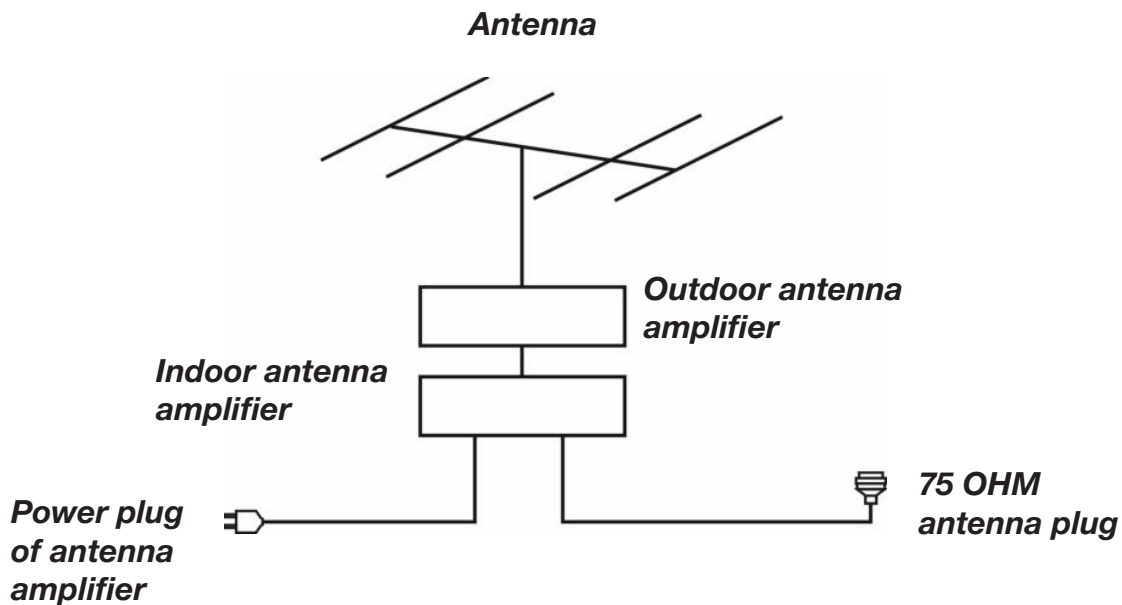 Antenna
Outdoor antenna
amplifier
Indoor antenna
amplifier
75 OHM
antenna plug
Power plug
of antenna
amplifier